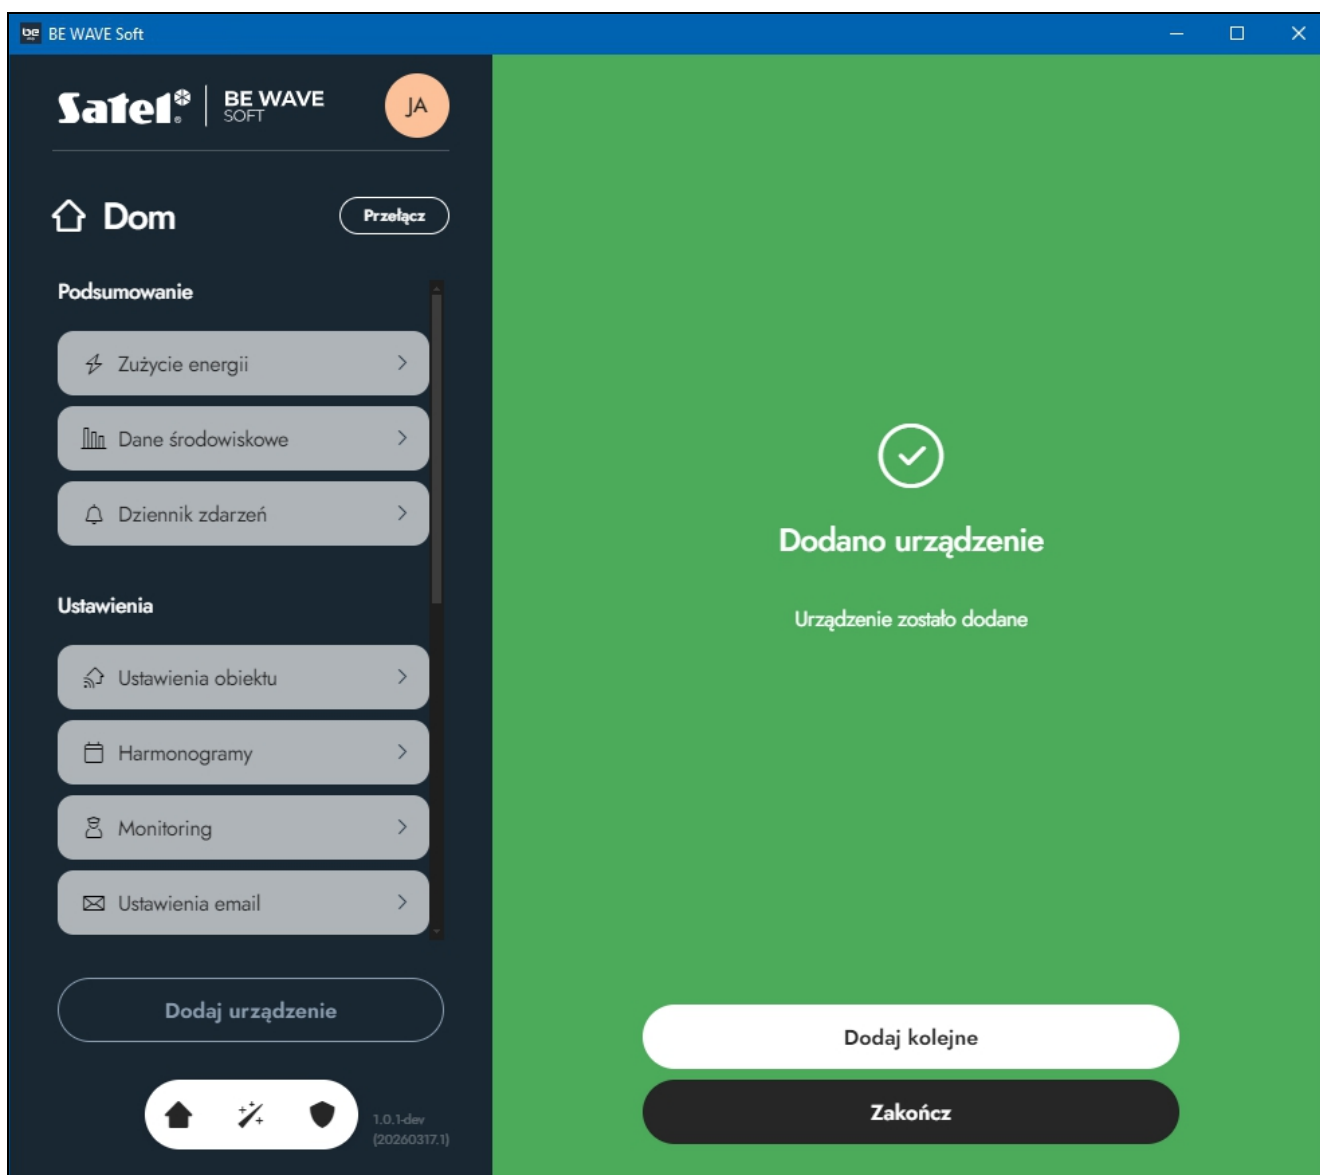 be
BE WAVE Soft
Satel®
BE WAVE
SOFT
JA
Dom
Przełącz
Podsumowanie
Zużycie energii
Dane środowiskowe
Dziennik zdarzeń
Ustawienia
Ustawienia obiektu
Harmonogramy
Monitoring
Ustawienia email
Dodaj urządzenie
1.0.1-dev
(20260317.1)
Dodano urządzenie
Urządzenie zostało dodane
Dodaj kolejne
Zakończ